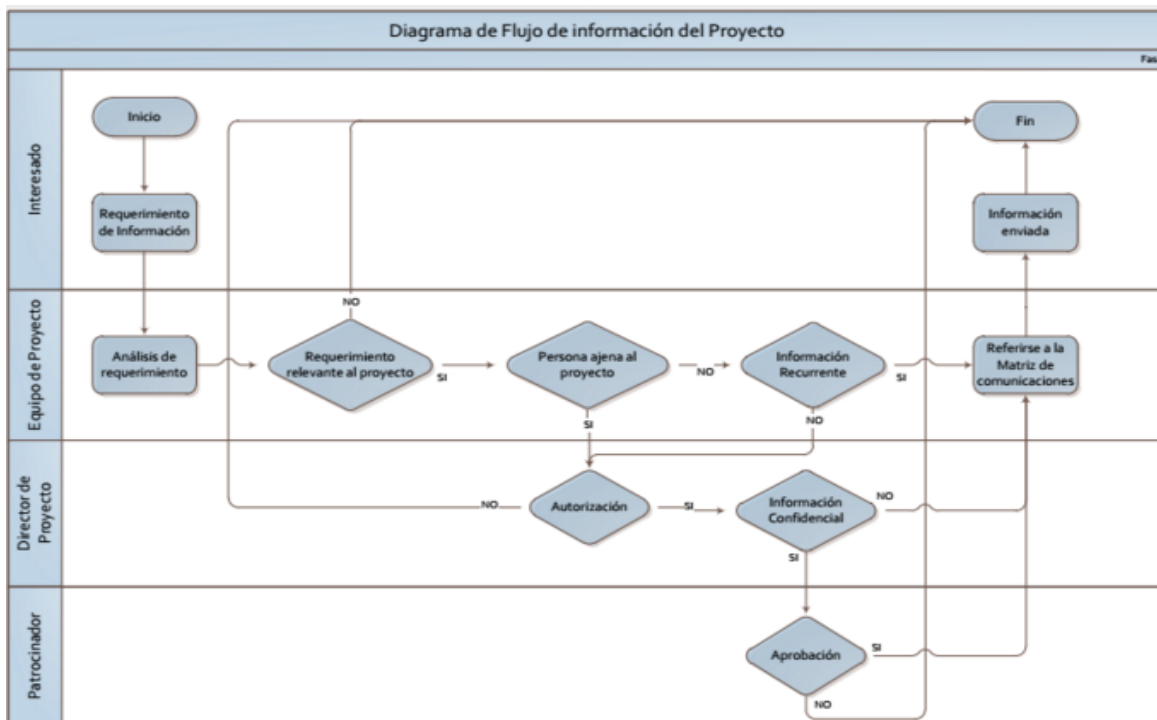 Diagrama de Flujo de información del Proyecto
Fas
Interesado
Inicio
Fin
Requerimiento
de Información
Información
enviada
Equipo de Proyecto
NO
Análisis de
requerimiento
Requerimiento
relevante al proyecto
SI
Persona ajena al
proyecto
NO
Información
Recurrente
SI
Referirse a la
Matriz de
comunicaciones
SI
NO
Director de
Proyecto
NO
Autorización
SI
Información
Confidencial
NO
SI
Patrocinador
Aprobación
SI
NO